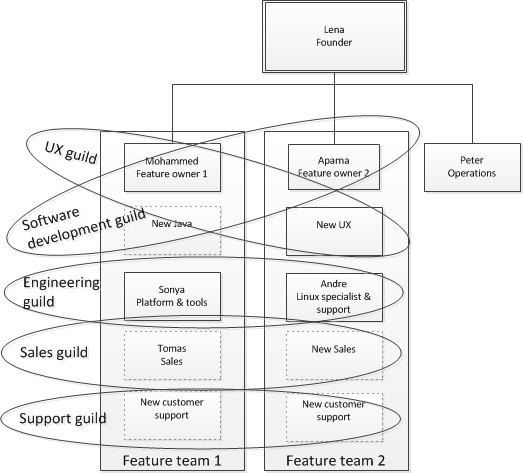 Lena
Founder
UX guild
Mohammed
Feature owner 1
Aparna
Feature owner 2
Peter
Operations
Software
development guild
New Java
New UX
Engineering
guild
Sonya
Platform & tools
Andre
Linux specialist &
support
Sales guild
Tomas
Sales
New Sales
Support guild
New customer
support
New customer
support
Feature team 1
Feature team 2